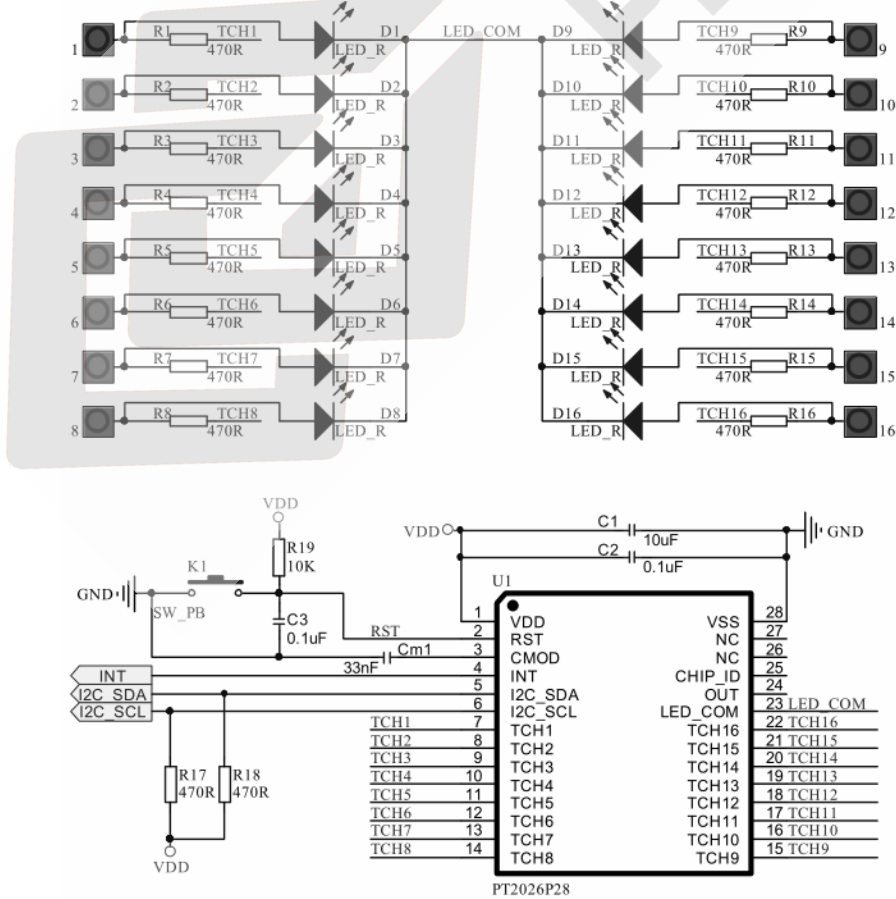 1 R1 TCH1 470R D1 LED_R LED_COM D9 LED_R TCH9 470R R9 9
2 R2 TCH2 470R D2 LED_R D10 LED_R TCH10 470R R10 10
3 R3 TCH3 470R D3 LED_R D11 LED_R TCH11 470R R11 11
4 R4 TCH4 470R D4 LED_R D12 LED_R TCH12 470R R12 12
5 R5 TCH5 470R D5 LED_R D13 LED_R TCH13 470R R13 13
6 R6 TCH6 470R D6 LED_R D14 LED_R TCH14 470R R14 14
7 R7 TCH7 470R D7 LED_R D15 LED_R TCH15 470R R15 15
8 R8 TCH8 470R D8 LED_R D16 LED_R TCH16 470R R16 16
VDD
R19
10K
K1
GND
SW_PB
C3
0.1uF
RST
Cm1
33nF
INT
I2C_SDA
I2C_SCL
R17
470R
R18
470R
VDD
VDD
C1
10uF
GND
C2
0.1uF
U1
1 VDD VSS 28
2 RST NC 27
3 CMOD NC 26
4 INT CHIP_ID 25
5 I2C_SDA OUT 24
6 I2C_SCL LED_COM 23 LED_COM
TCH1 7 TCH1 TCH16 22 TCH16
TCH2 8 TCH2 TCH15 21 TCH15
TCH3 9 TCH3 TCH14 20 TCH14
TCH4 10 TCH4 TCH13 19 TCH13
TCH5 11 TCH5 TCH12 18 TCH12
TCH6 12 TCH6 TCH11 17 TCH11
TCH7 13 TCH7 TCH10 16 TCH10
TCH8 14 TCH8 TCH9 15 TCH9
PT2026P28